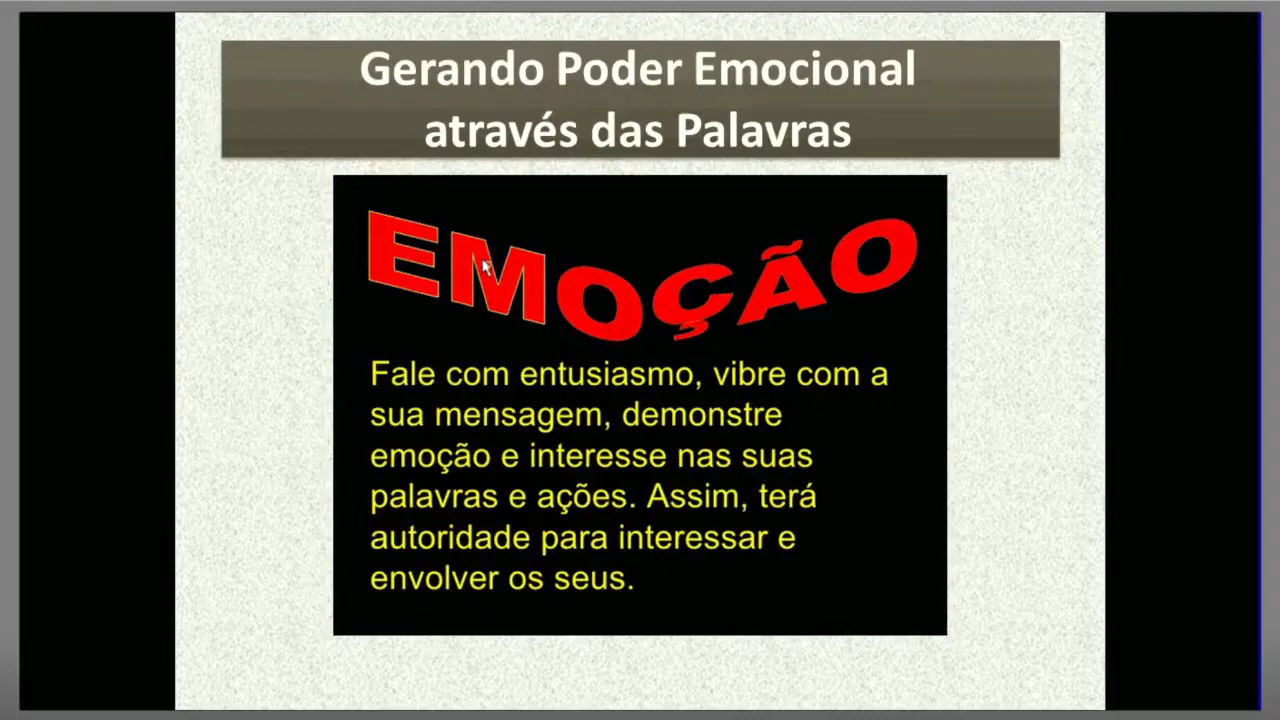 Gerando Poder Emocional
através das Palavras
EMOÇÃO
Fale com entusiasmo, vibre com a
sua mensagem, demonstre
emoção e interesse nas suas
palavras e ações. Assim, terá
autoridade para interessar e
envolver os seus.